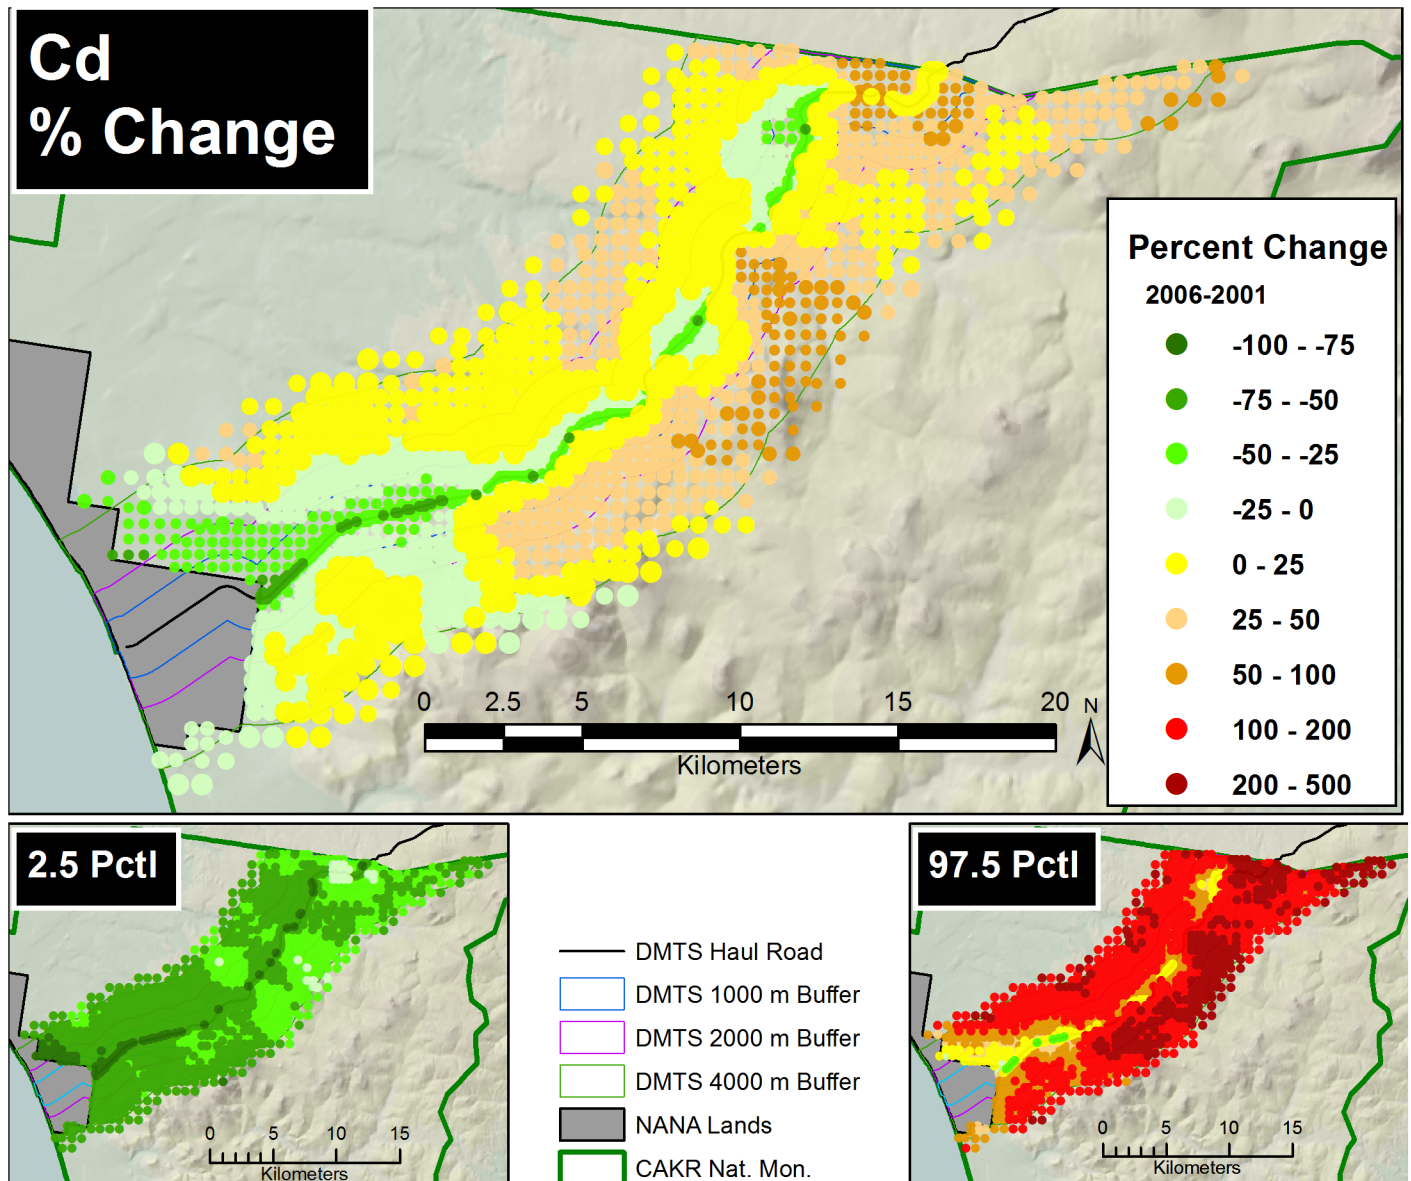 Cd
% Change
Percent Change
2006-2001
-100 - -75
-75 - -50
-50 - -25
-25 - 0
0 - 25
25 - 50
50 - 100
100 - 200
200 - 500
0 2.5 5 10 15 20
Kilometers
N
2.5 Pctl
0 5 10 15
Kilometers
DMTS Haul Road
DMTS 1000 m Buffer
DMTS 2000 m Buffer
DMTS 4000 m Buffer
NANA Lands
CAKR Nat. Mon.
97.5 Pctl
0 5 10 15
Kilometers